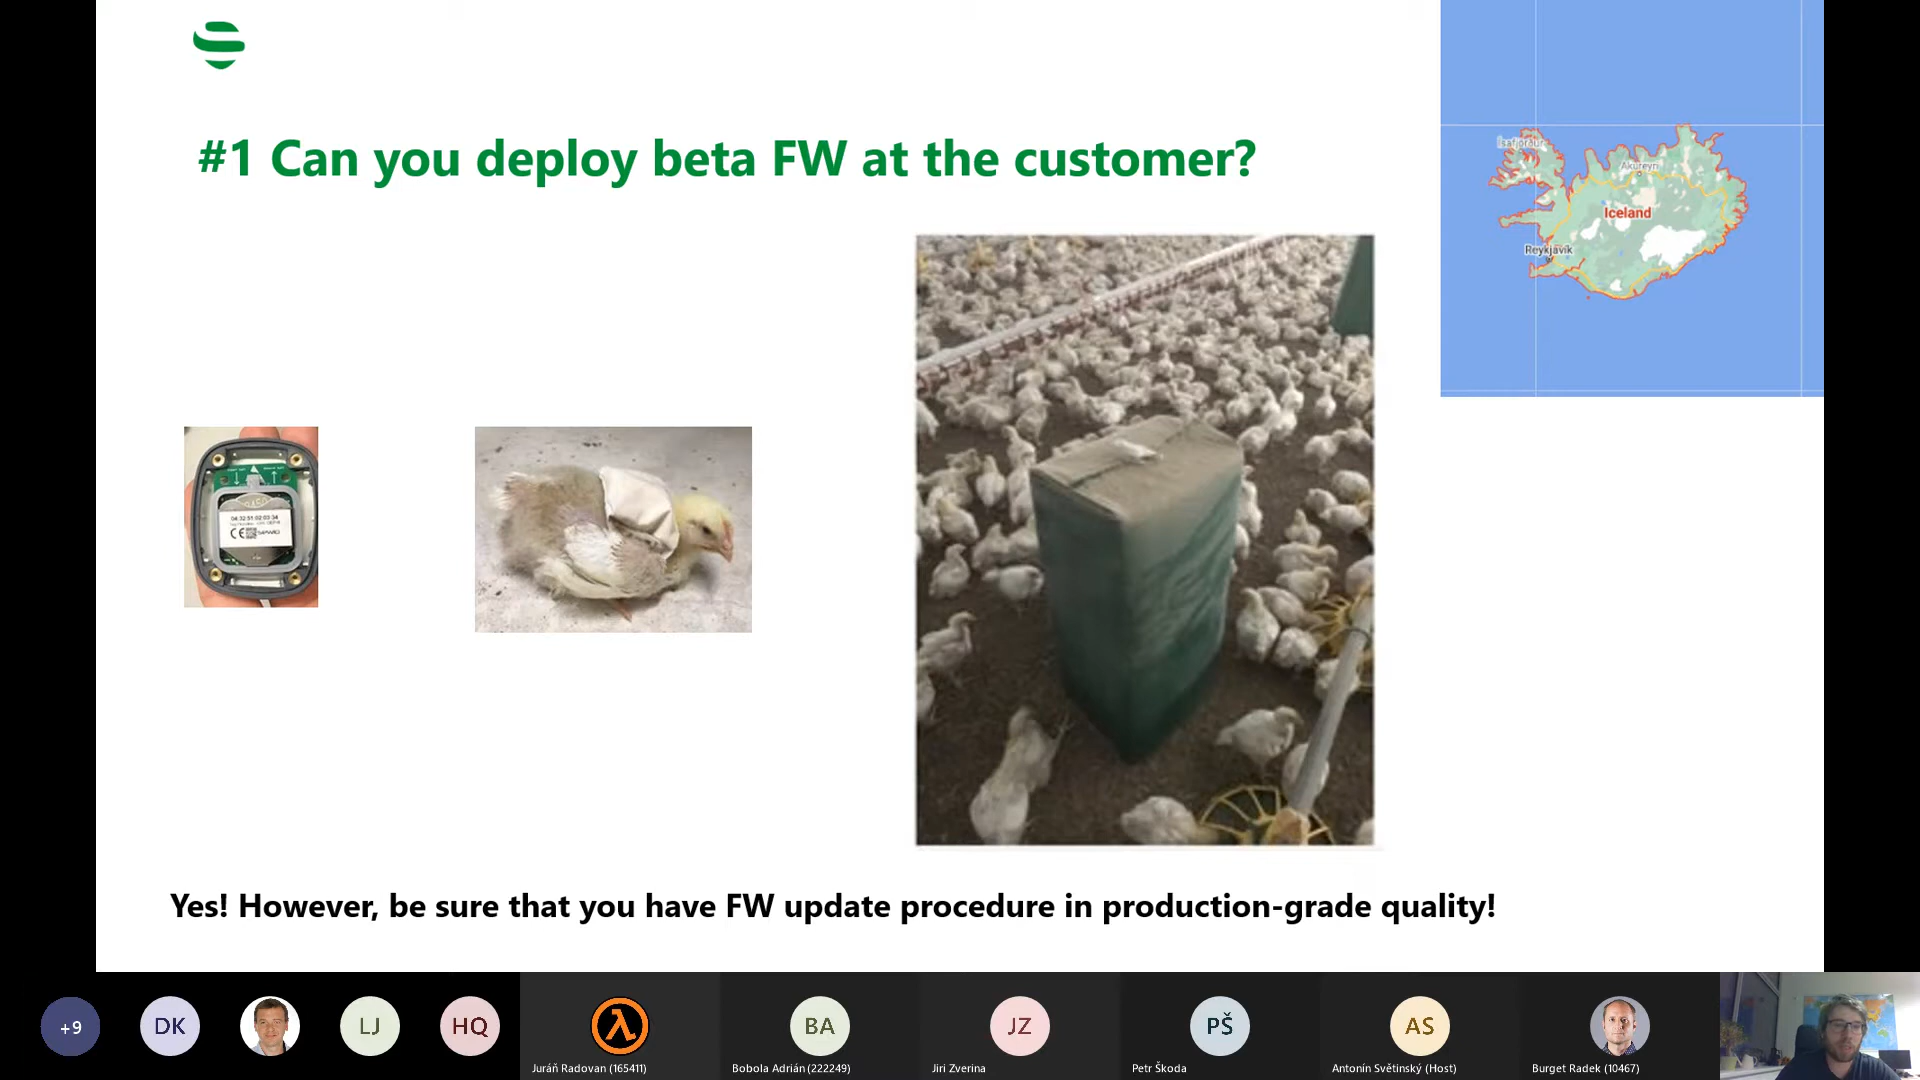 #1 Can you deploy beta FW at the customer?
Ísafjörður
Akureyri
Iceland
Reykjavík
CE
Yes! However, be sure that you have FW update procedure in production-grade quality!
+9
DK
LJ
HQ
BA
JZ
PŠ
AS
Juráň Radovan (165411)
Bobola Adrián (222249)
Jiri Zverina
Petr Škoda
Antonín Světinský (Host)
Burget Radek (10467)